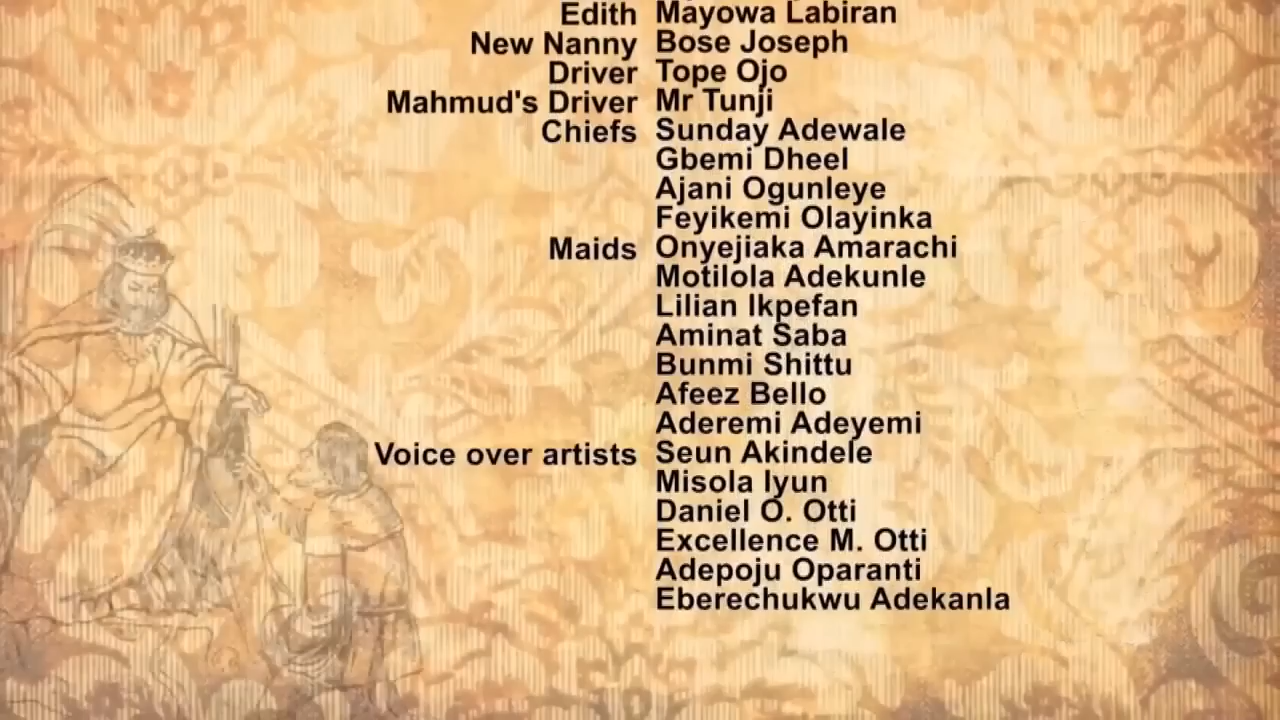 Edith Mayowa Labiran
New Nanny Bose Joseph
Driver Tope Ojo
Mahmud's Driver Mr Tunji
Chiefs Sunday Adewale
Gbemi Dheel
Ajani Ogunleye
Feyikemi Olayinka
Maids Onyejiaka Amarachi
Motilola Adekunle
Lilian Ikpefan
Aminat Saba
Bunmi Shittu
Afeez Bello
Aderemi Adeyemi
Voice over artists Seun Akindele
Misola Iyun
Daniel O. Otti
Excellence M. Otti
Adepoju Oparanti
Eberechukwu Adekanla